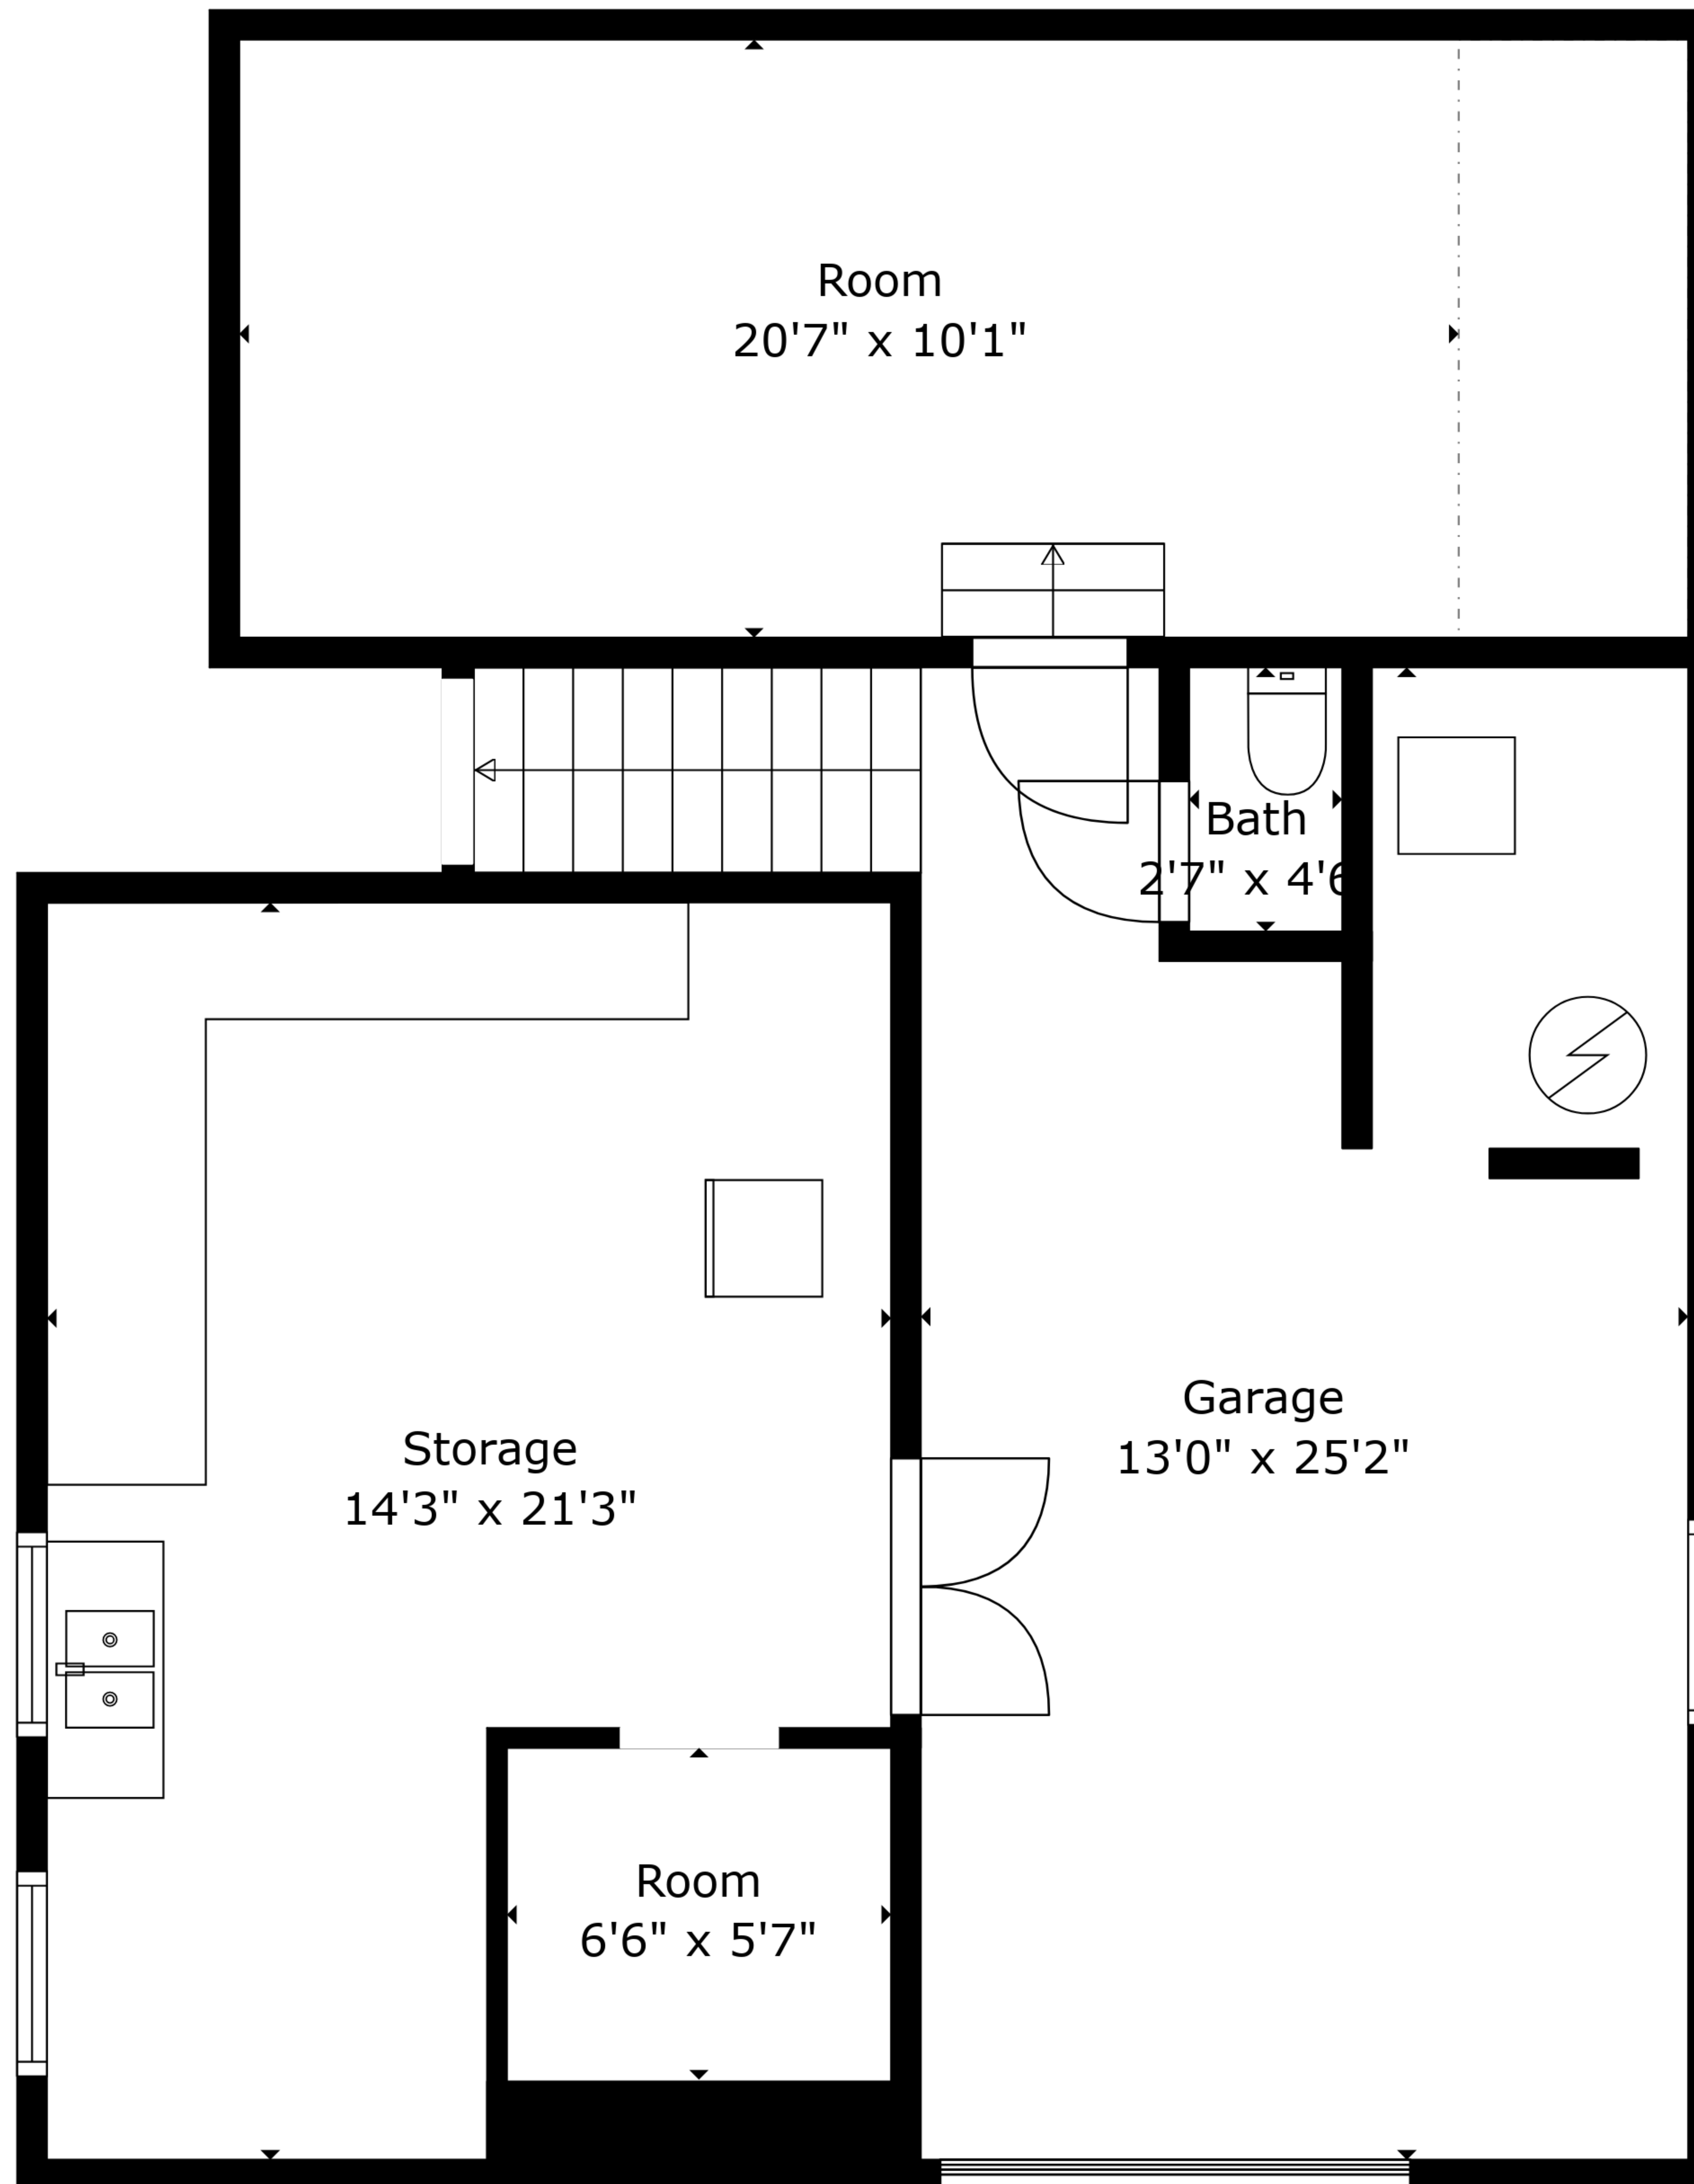 Room
20'7" x 10'1"
Bath
2'7" x 4'6
Garage
13'0" x 25'2"
Storage
14'3" x 21'3"
Room
6'6" x 5'7"